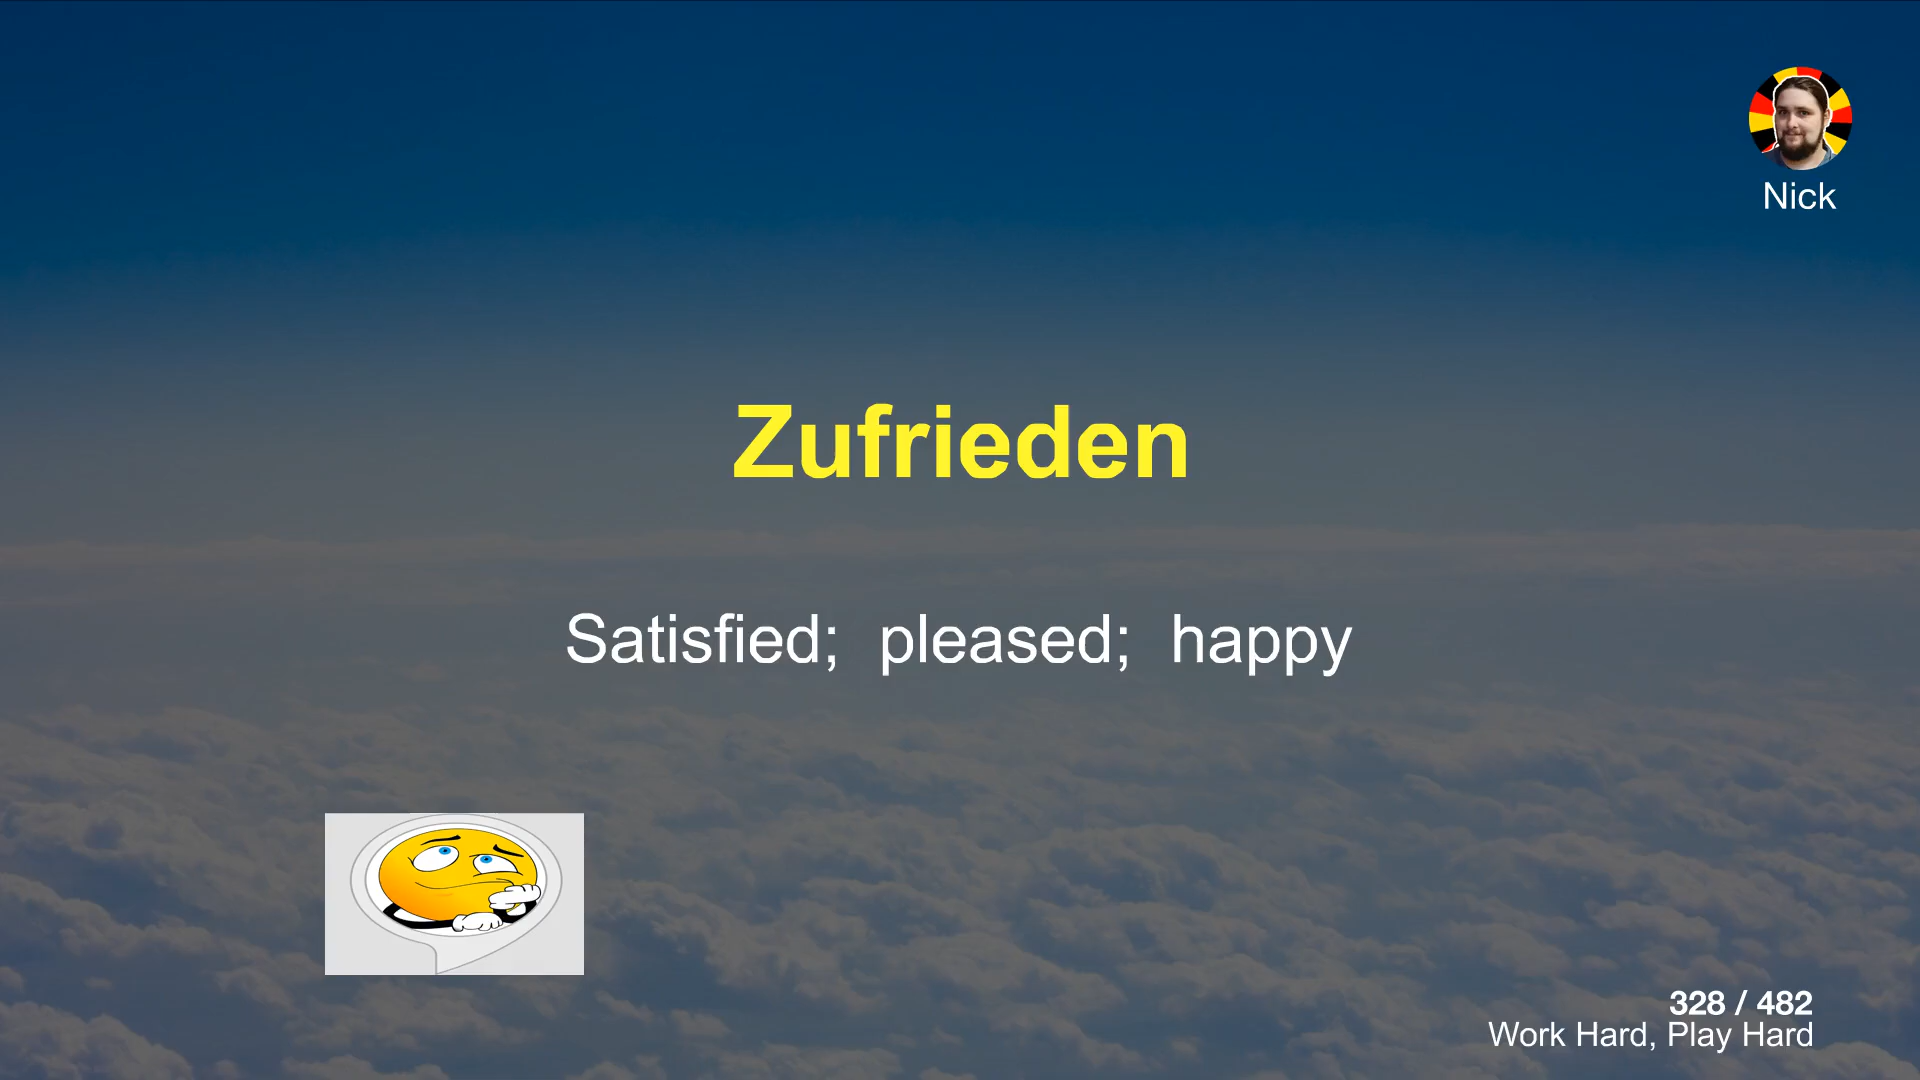 Nick
Zufrieden
Satisfied; pleased; happy
328 / 482
Work Hard, Play Hard